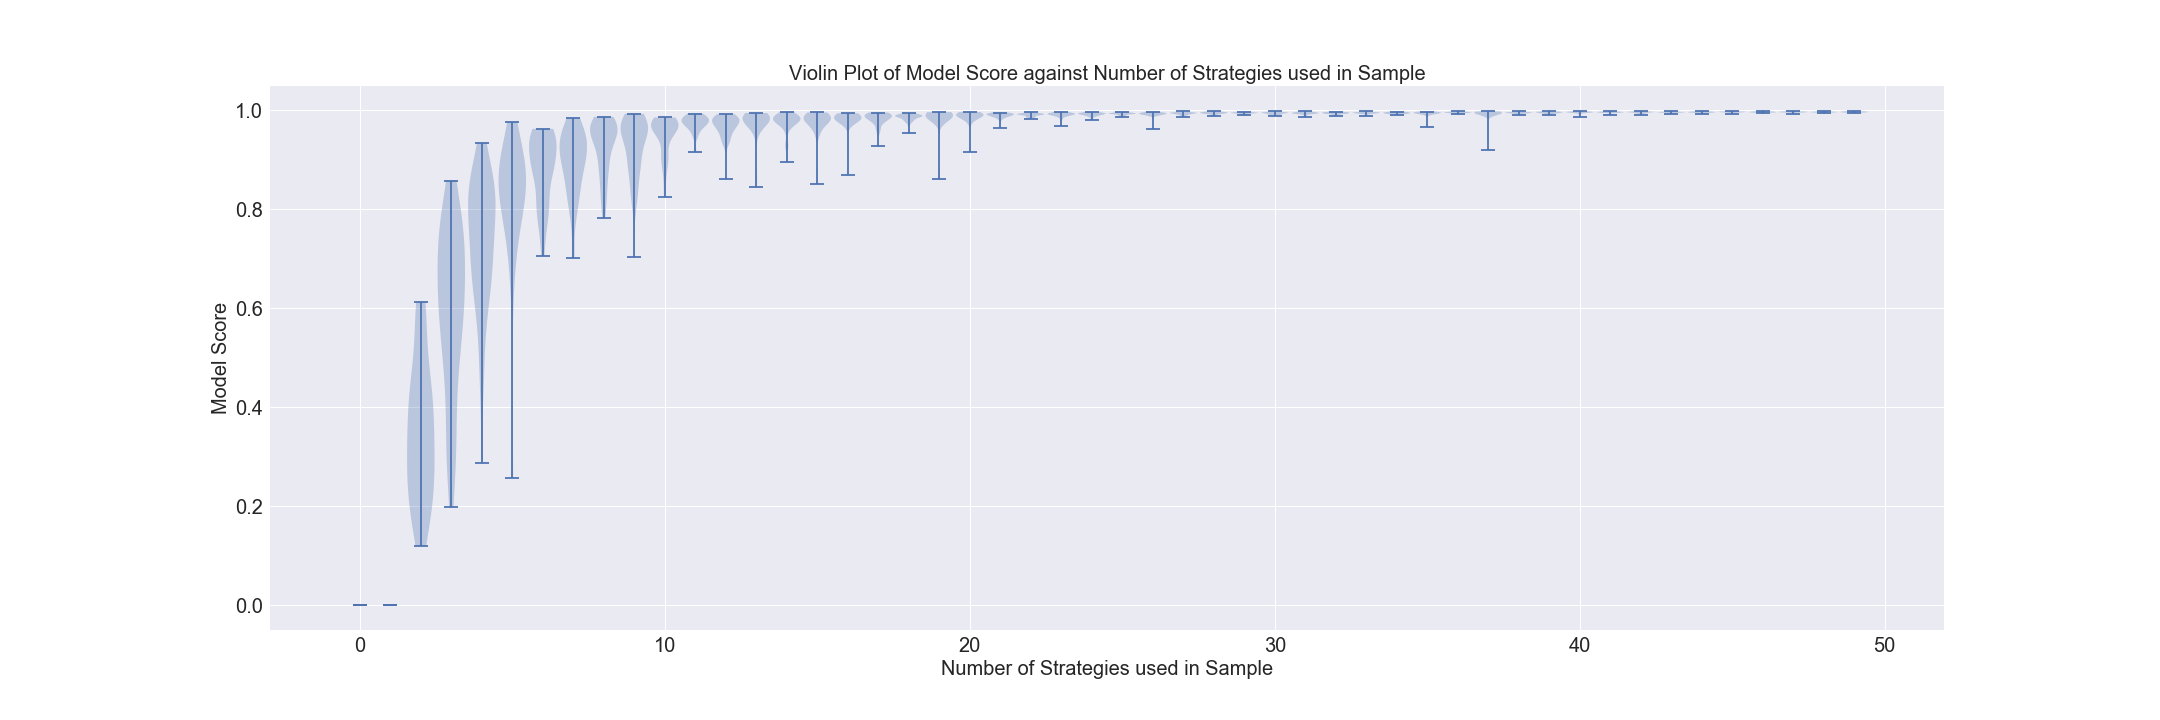 Violin Plot of Model Score against Number of Strategies used in Sample
1.0
0.8
0.6
0.4
0.2
0.0
Model Score
0 10 20 30 40 50
Number of Strategies used in Sample